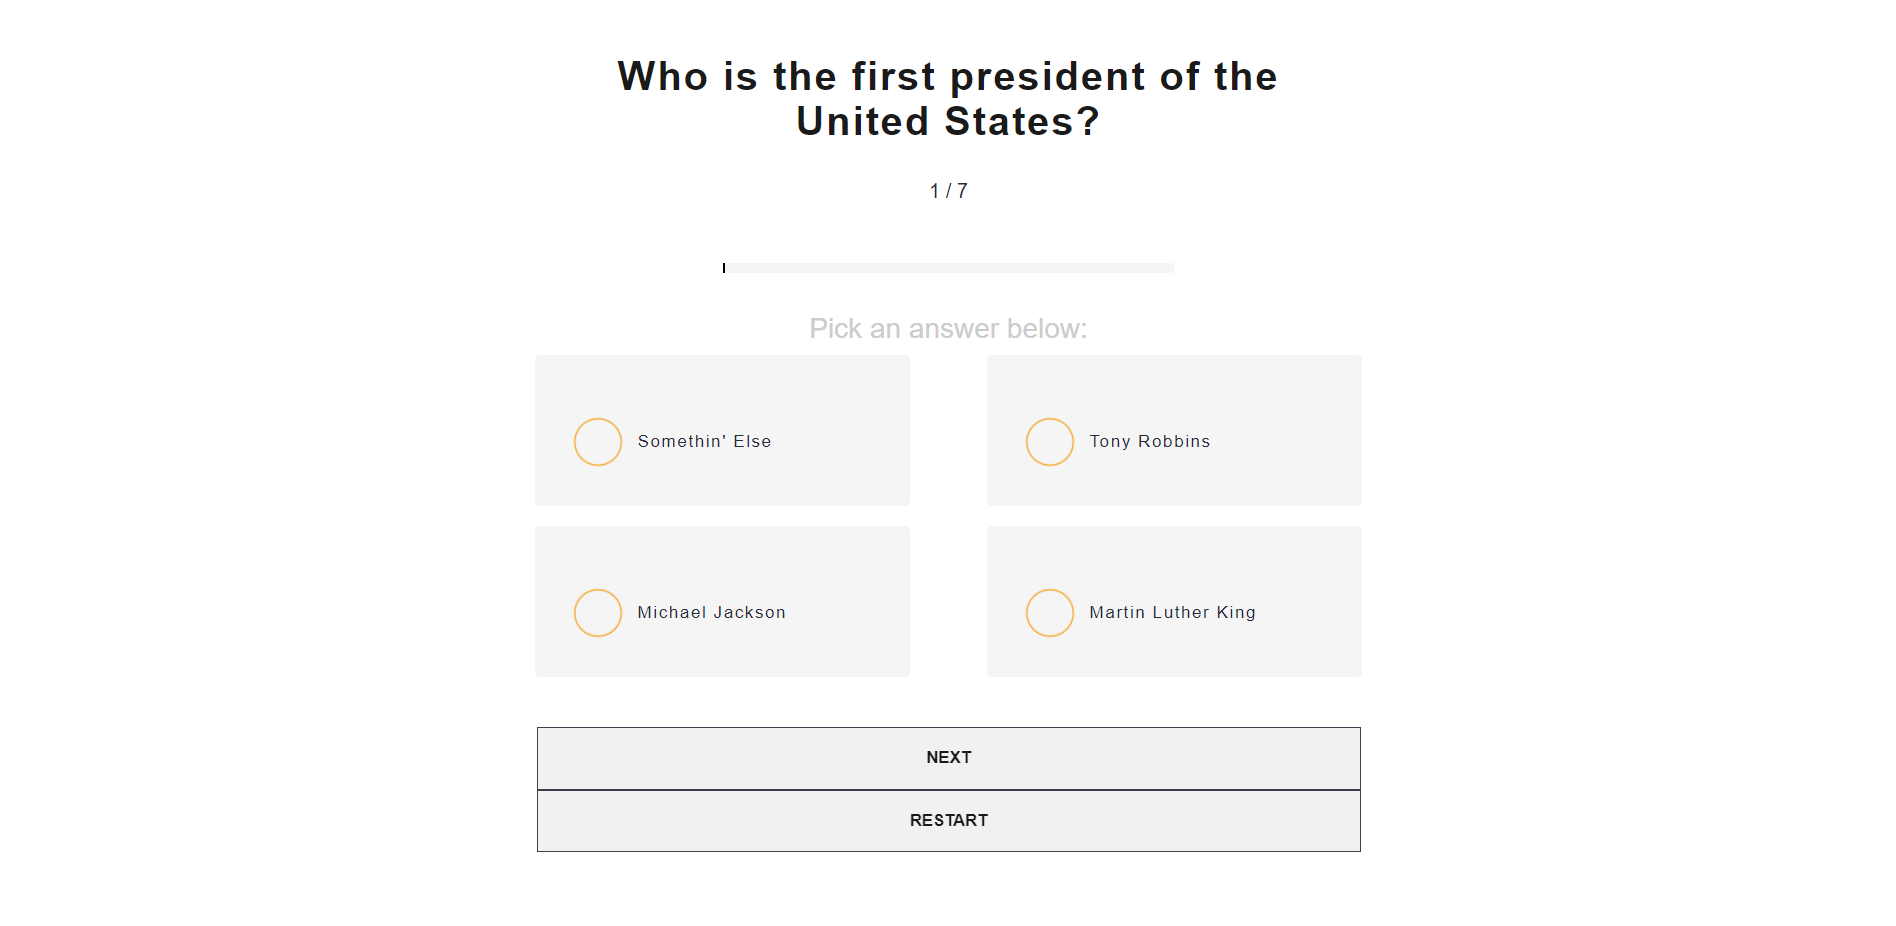 Who is the first president of the
United States?
1 / 7
Pick an answer below:
Somethin' Else
Tony Robbins
Michael Jackson
Martin Luther King
NEXT
RESTART